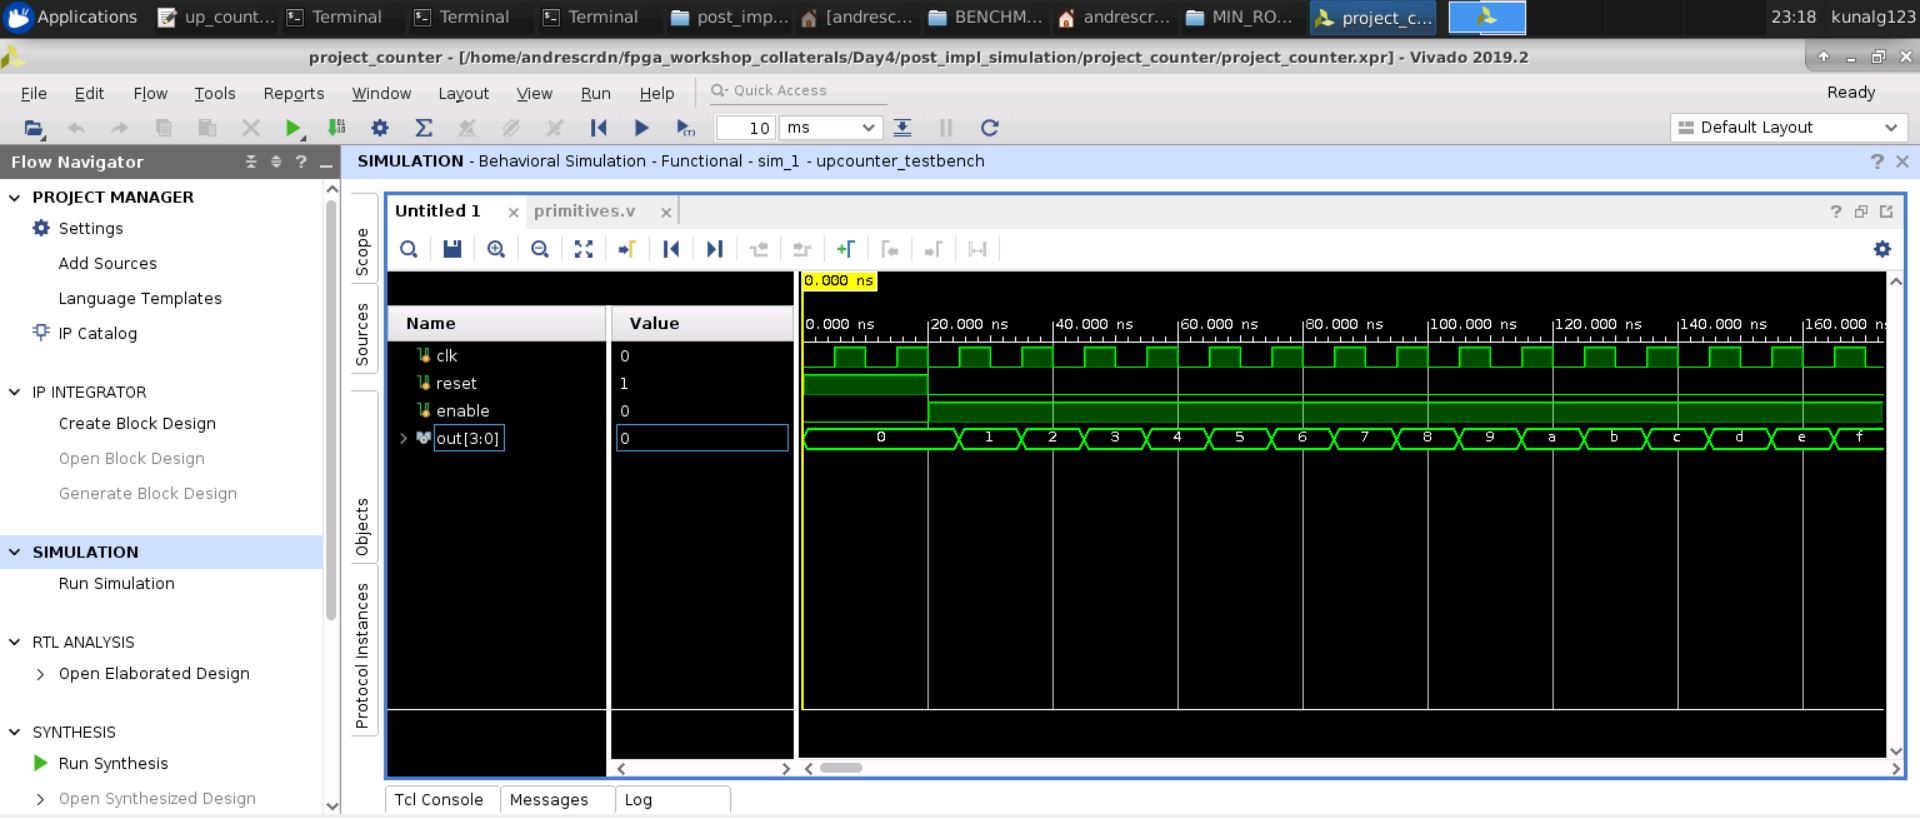 Applications up_count... Terminal Terminal Terminal post_imp... [andresc... BENCHM... andrescr... MIN_RO... project_c... 23:18 kunalg123
project_counter - [/home/andrescrdn/fpga_workshop_collaterals/Day4/post_impl_simulation/project_counter/project_counter.xpr] - Vivado 2019.2
File Edit Flow Tools Reports Window Layout View Run Help Quick Access Ready
10 ms Default Layout
Flow Navigator
SIMULATION - Behavioral Simulation - Functional - sim_1 - upcounter_testbench
PROJECT MANAGER
Settings
Add Sources
Language Templates
IP Catalog
IP INTEGRATOR
Create Block Design
Open Block Design
Generate Block Design
SIMULATION
Run Simulation
RTL ANALYSIS
Open Elaborated Design
SYNTHESIS
Run Synthesis
Open Synthesized Design
Scope
Sources
Objects
Protocol Instances
Untitled 1 primitives.v
0.000 ns
Name Value
0.000 ns 20.000 ns 40.000 ns 60.000 ns 80.000 ns 100.000 ns 120.000 ns 140.000 ns 160.000 n
clk 0
reset 1
enable 0
out[3:0] 0 0 1 2 3 4 5 6 7 8 9 a b c d e f
Tcl Console Messages Log